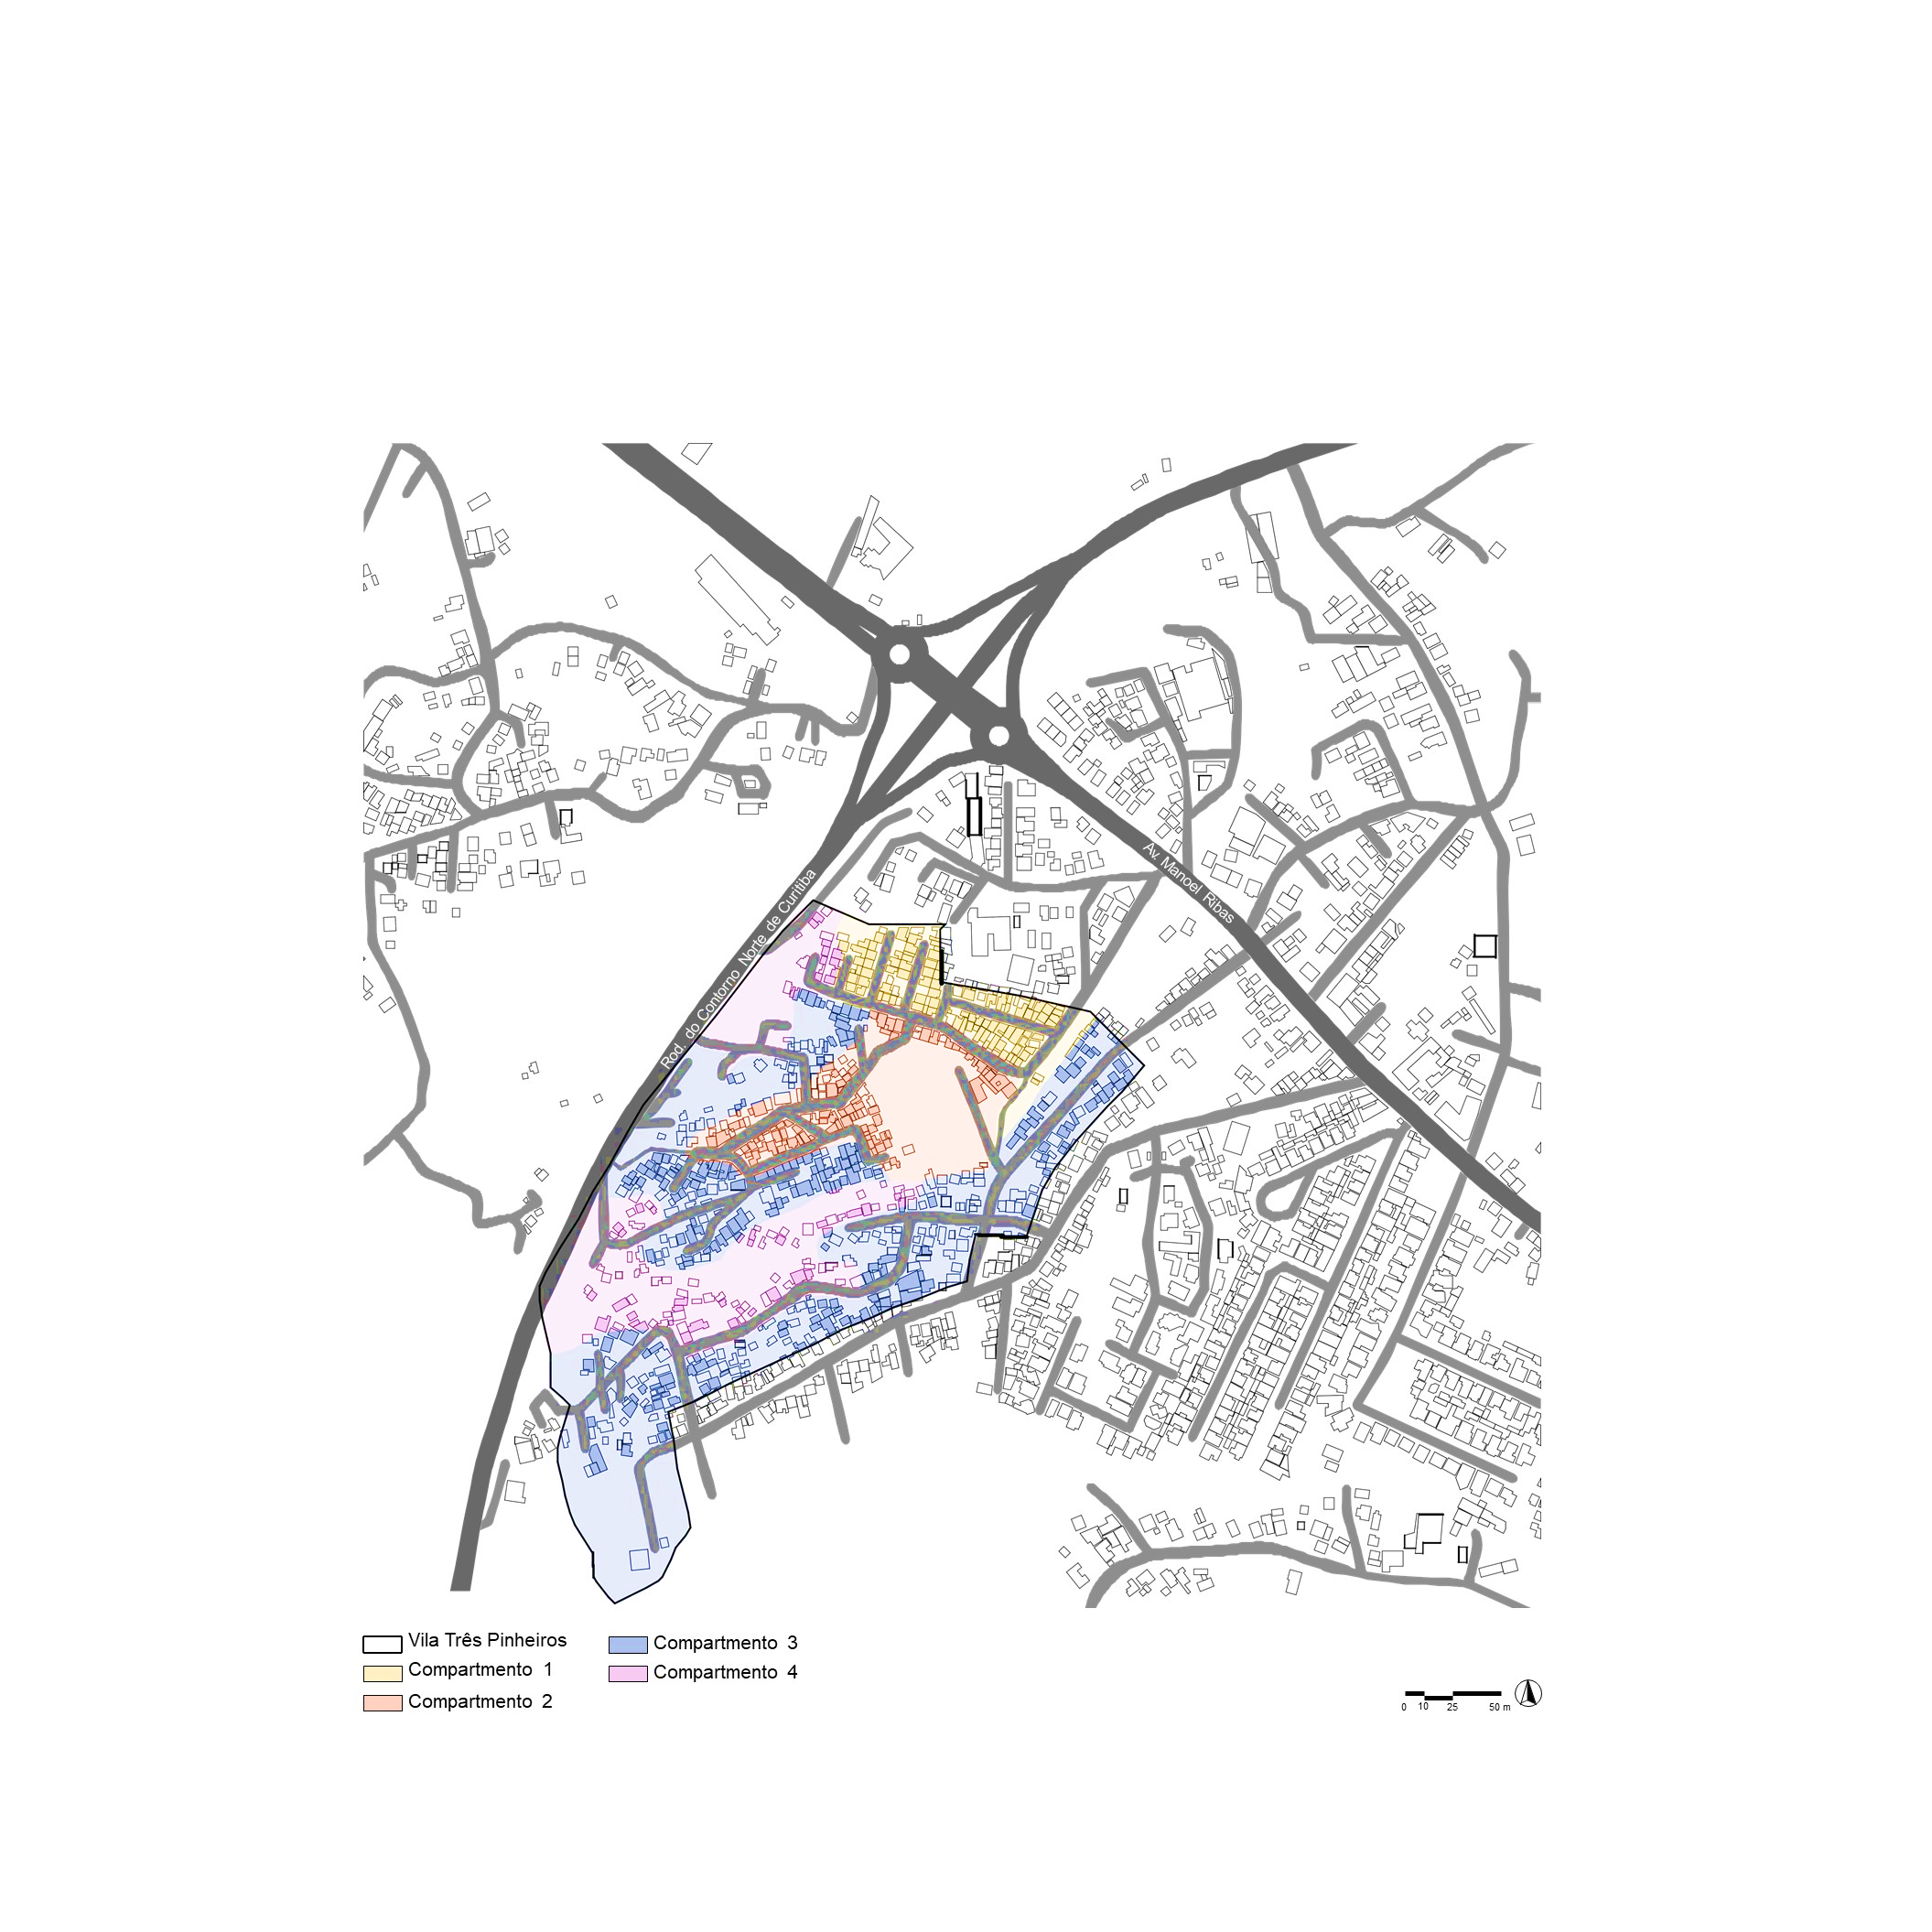 Av. Manoel Ribas
Rod. do Contorno Norte de Curitiba
Vila Três Pinheiros
Compartmento 1
Compartmento 2
Compartmento 3
Compartmento 4
0 10 25 50 m